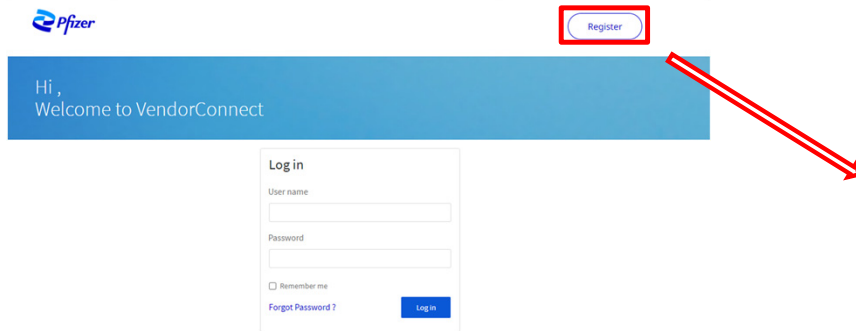 Pfizer
Register
Hi ,
Welcome to VendorConnect
Log in
User name
Password
Remember me
Forgot Password ?
Log in